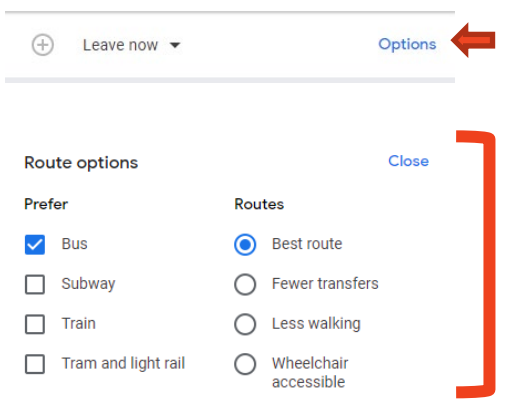 Leave now
Options
Route options
Close
Prefer
Routes
Bus
Best route
Subway
Fewer transfers
Train
Less walking
Tram and light rail
Wheelchair
accessible